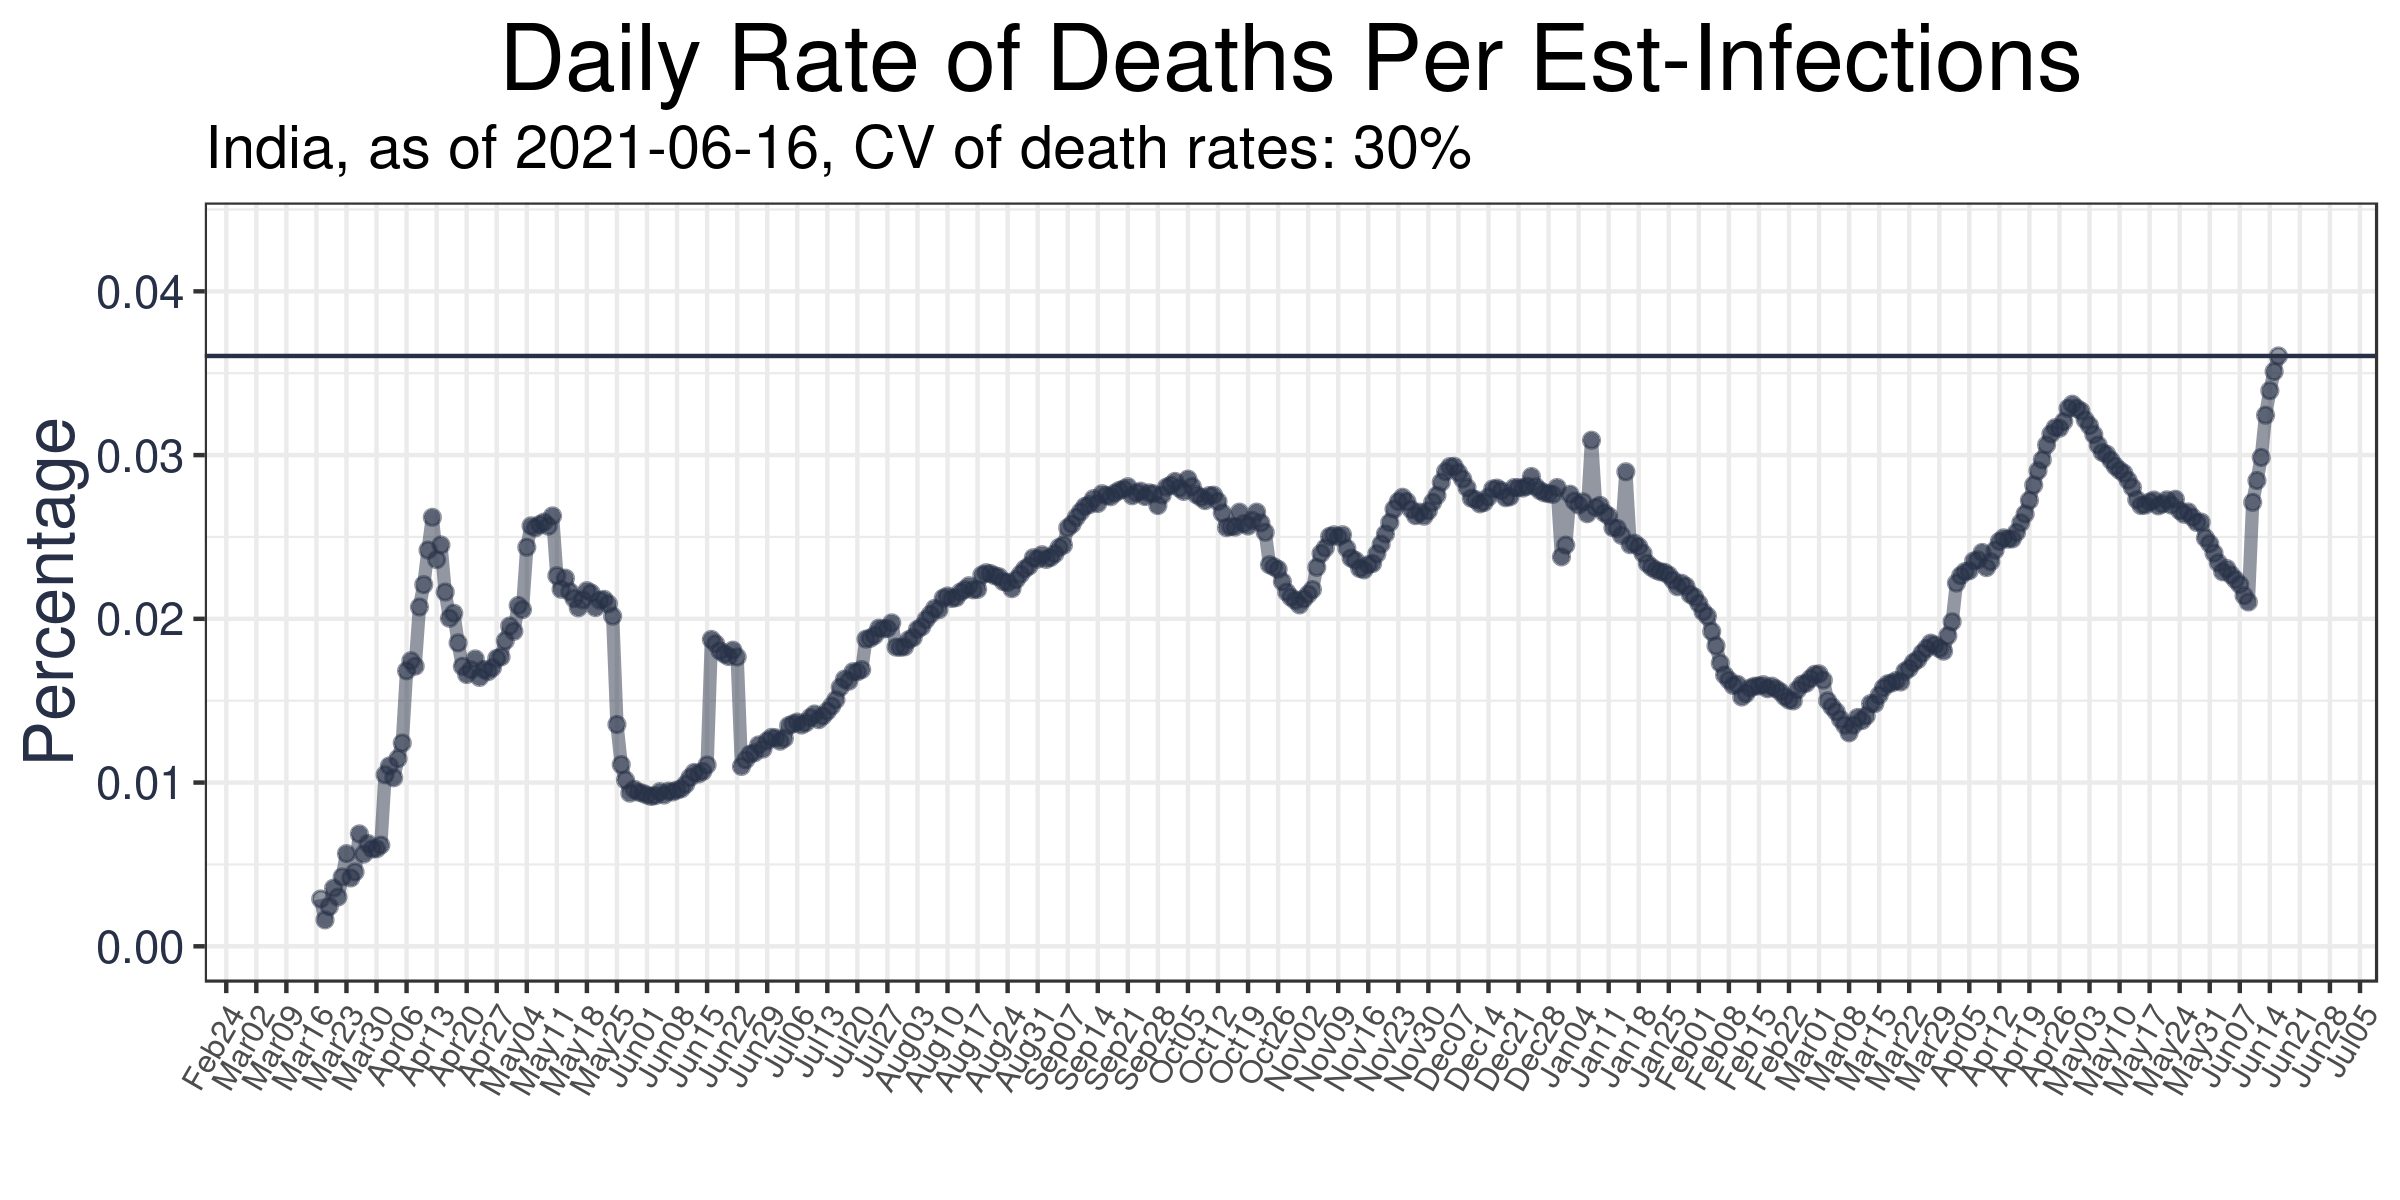 Daily Rate of Deaths Per Est-Infections
India, as of 2021-06-16, CV of death rates: 30%
Percentage
0.04
0.03
0.02
0.01
0.00
Feb24
Mar02
Mar09
Mar16
Mar23
Mar30
Apr06
Apr13
Apr20
Apr27
May04
May11
May18
May25
Jun01
Jun08
Jun15
Jun22
Jun29
Jul06
Jul13
Jul20
Jul27
Aug03
Aug10
Aug17
Aug24
Aug31
Sep07
Sep14
Sep21
Sep28
Oct05
Oct12
Oct19
Oct26
Nov02
Nov09
Nov16
Nov23
Nov30
Dec07
Dec14
Dec21
Dec28
Jan04
Jan11
Jan18
Jan25
Feb01
Feb08
Feb15
Feb22
Mar01
Mar08
Mar15
Mar22
Mar29
Apr05
Apr12
Apr19
Apr26
May03
May10
May17
May24
May31
Jun07
Jun14
Jun21
Jun28
Jul05